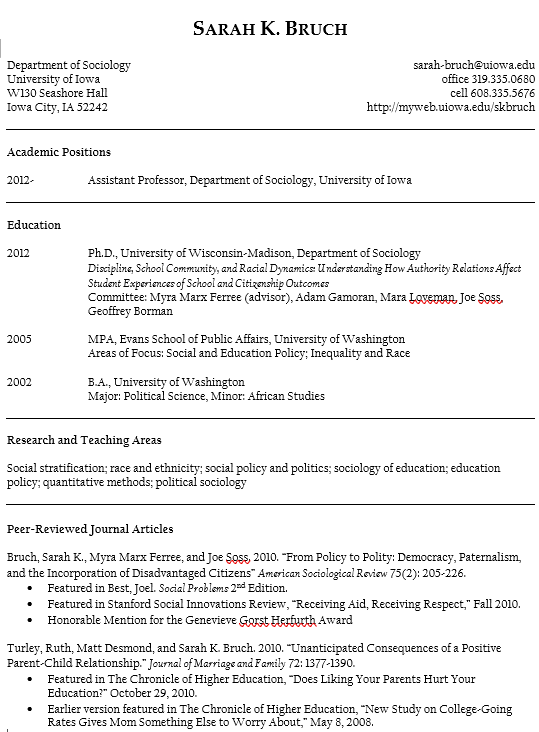 SARAH K. BRUCH
Department of Sociology
University of Iowa
W130 Seashore Hall
Iowa City, IA 52242
sarah-bruch@uiowa.edu
office 319.335.0680
cell 608.335.5676
http://myweb.uiowa.edu/skbruch
Academic Positions
2012- Assistant Professor, Department of Sociology, University of Iowa
Education
2012 Ph.D., University of Wisconsin-Madison, Department of Sociology
Discipline, School Community, and Racial Dynamics: Understanding How Authority Relations Affect
Student Experiences of School and Citizenship Outcomes
Committee: Myra Marx Ferree (advisor), Adam Gamoran, Mara Loveman, Joe Soss,
Geoffrey Borman
2005 MPA, Evans School of Public Affairs, University of Washington
Areas of Focus: Social and Education Policy; Inequality and Race
2002 B.A., University of Washington
Major: Political Science, Minor: African Studies
Research and Teaching Areas
Social stratification; race and ethnicity; social policy and politics; sociology of education; education
policy; quantitative methods; political sociology
Peer-Reviewed Journal Articles
Bruch, Sarah K., Myra Marx Ferree, and Joe Soss. 2010. “From Policy to Polity: Democracy, Paternalism,
and the Incorporation of Disadvantaged Citizens” American Sociological Review 75(2): 205-226.
• Featured in Best, Joel. Social Problems 2nd Edition.
• Featured in Stanford Social Innovations Review, “Receiving Aid, Receiving Respect,” Fall 2010.
• Honorable Mention for the Genevieve Gorst Herfurth Award
Turley, Ruth, Matt Desmond, and Sarah K. Bruch. 2010. “Unanticipated Consequences of a Positive
Parent-Child Relationship.” Journal of Marriage and Family 72: 1377-1390.
• Featured in The Chronicle of Higher Education, “Does Liking Your Parents Hurt Your
Education?” October 29, 2010.
• Earlier version featured in The Chronicle of Higher Education, “New Study on College-Going
Rates Gives Mom Something Else to Worry About,” May 8, 2008.